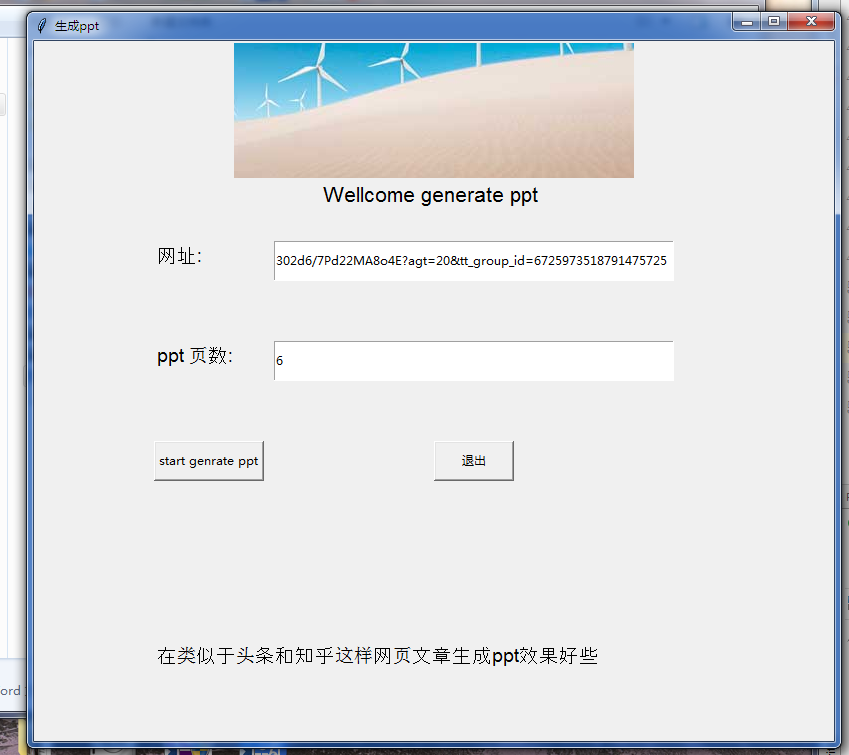 生成ppt
Wellcome generate ppt
网址:
302d6/7Pd22MA8o4E?agt=20&tt_group_id=6725973518791475725
ppt 页数:
6
start genrate ppt
退出
在类似于头条和知乎这样网页文章生成ppt效果好些
ord